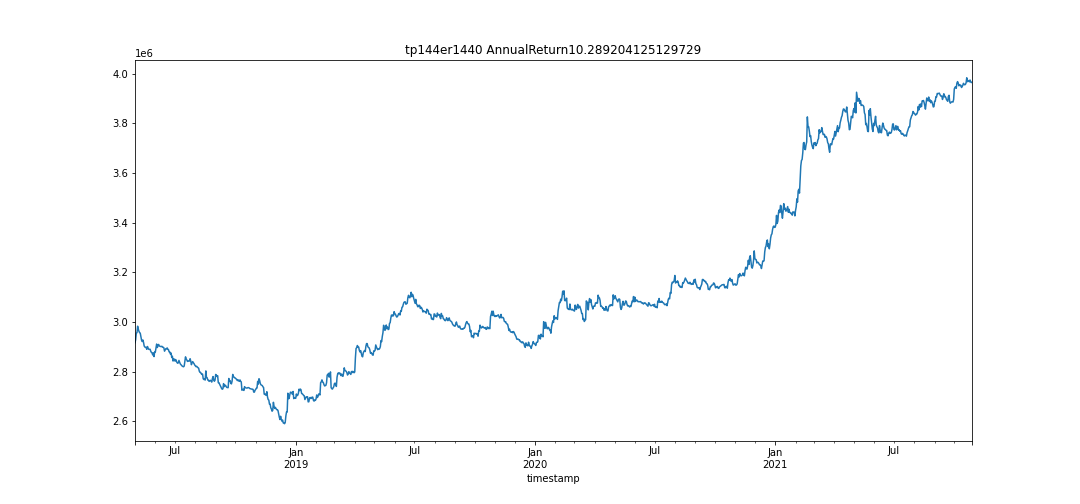 tp144er1440 AnnualReturn10.289204125129729
1e6
4.0
3.8
3.6
3.4
3.2
3.0
2.8
2.6
Jul Jan Jul Jan Jul Jan Jul
2019 2020 2021
timestamp